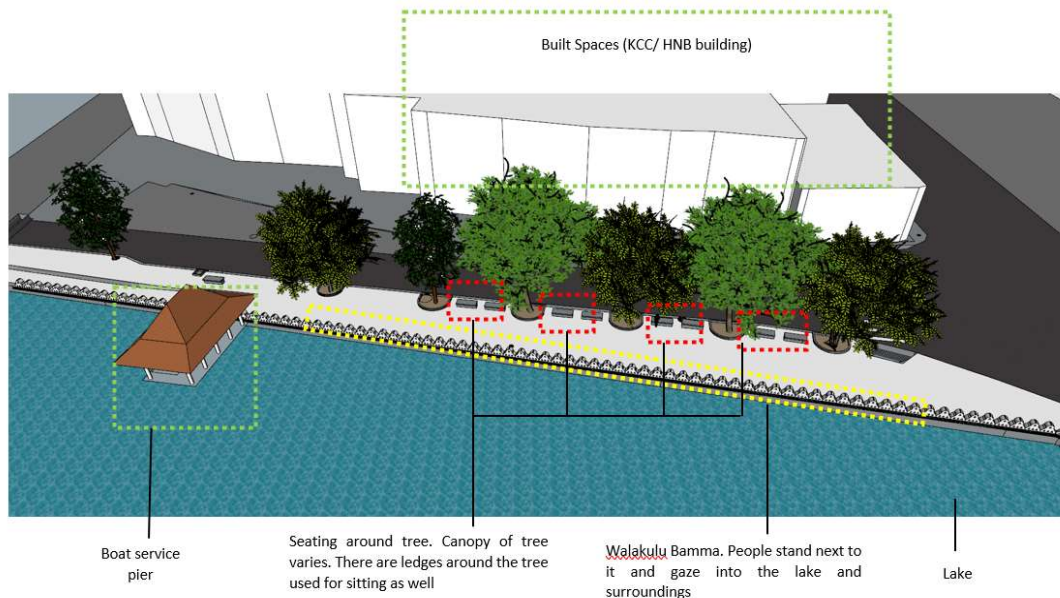 Built Spaces (KCC/ HNB building)
Boat service
pier
Seating around tree. Canopy of tree
varies. There are ledges around the tree
used for sitting as well
Walakulu Bamma. People stand next to
it and gaze into the lake and
surroundings
Lake